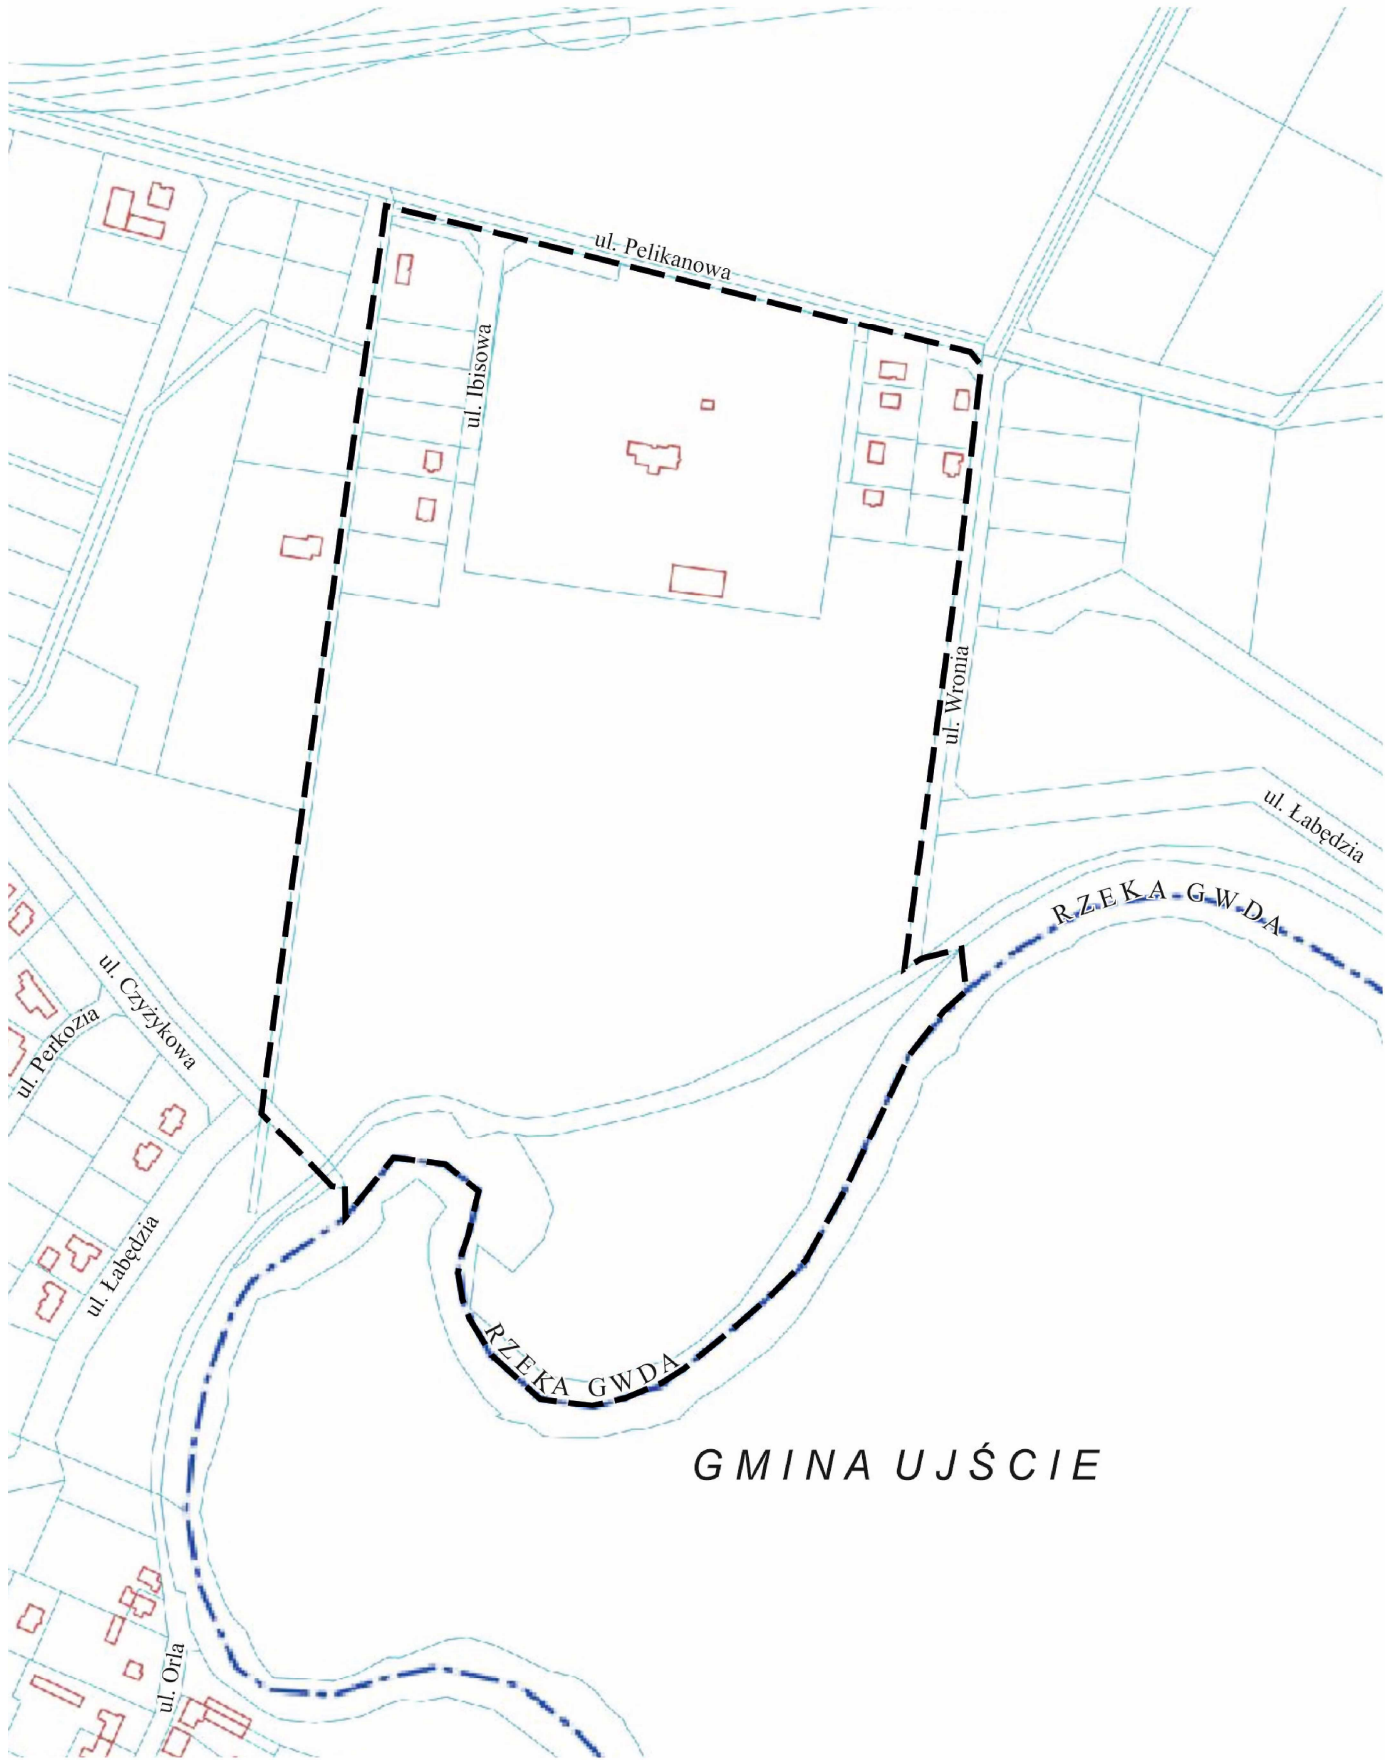 ul. Pelikanowa
ul. Ibisowa
ul. Wronia
ul. Łabędzia
RZEKA GWDA
ul. Czyżykowa
ul. Perkozia
ul. Łabędzia
RZEKA GWDA
GMINA UJŚCIE
ul. Orla